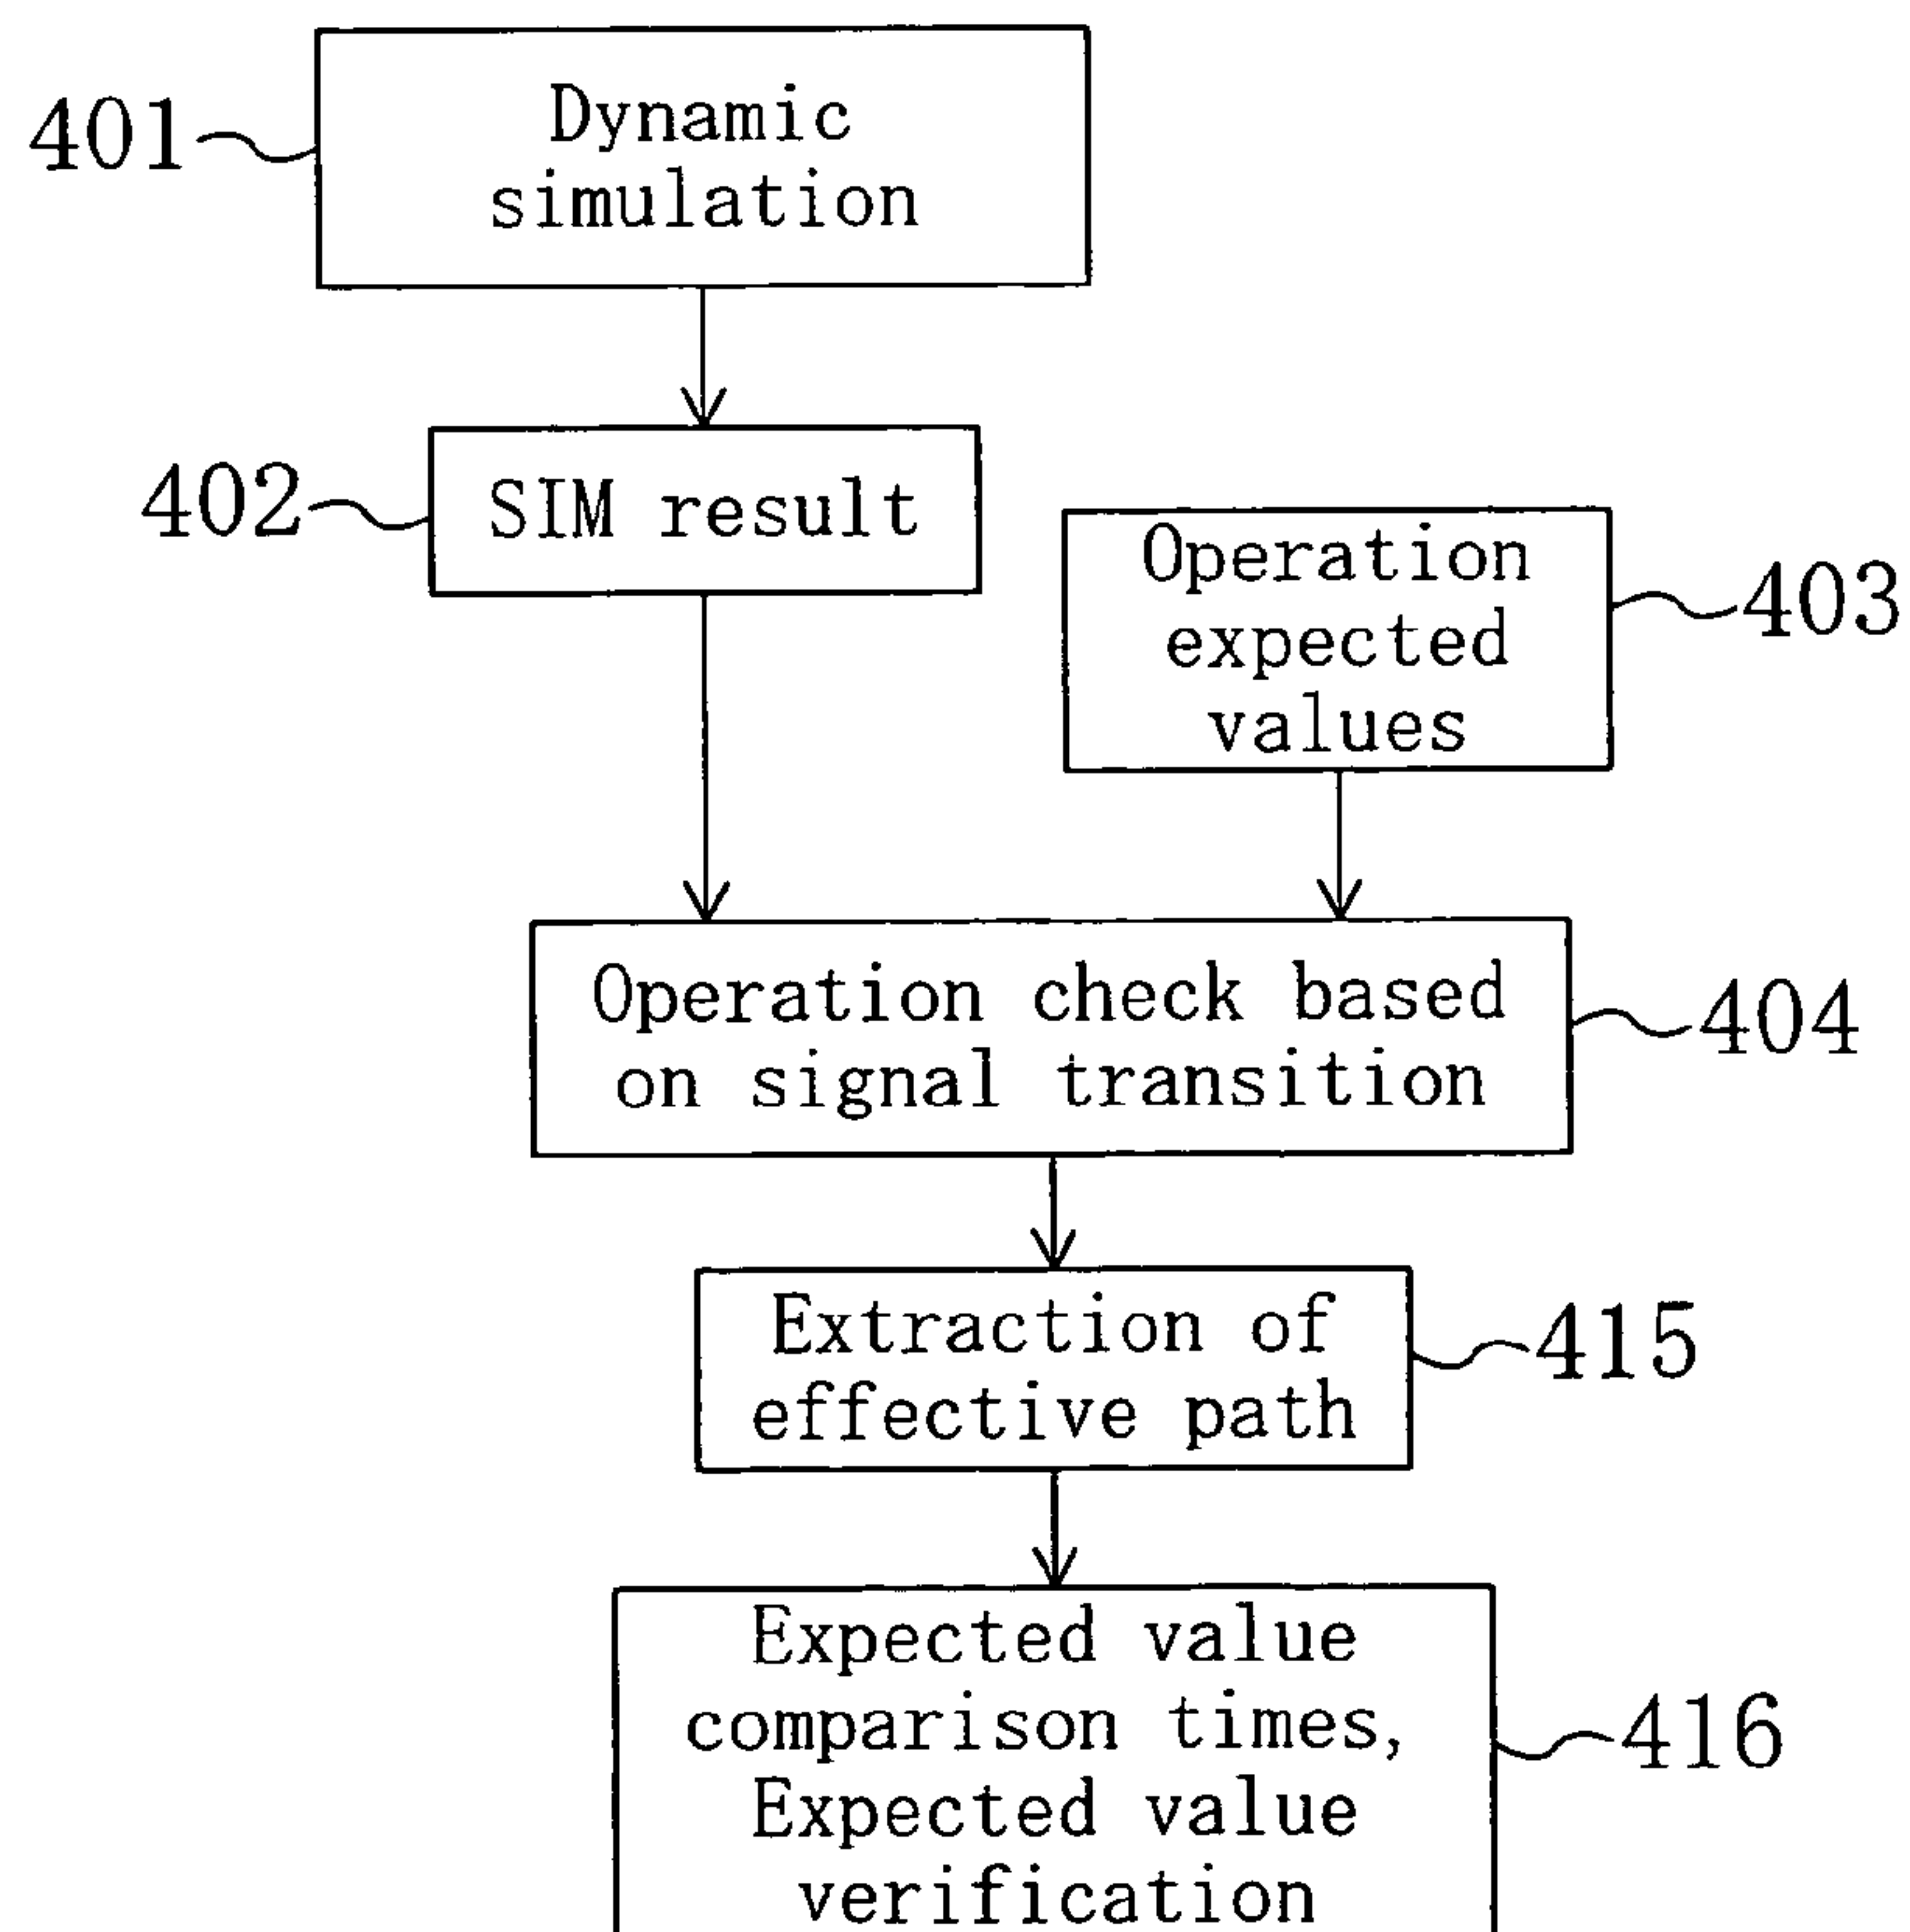 401
Dynamic
simulation
402
SIM result
Operation
expected
values
403
Operation check based
on signal transition
404
Extraction of
effective path
415
Expected value
comparison times,
Expected value
verification
416